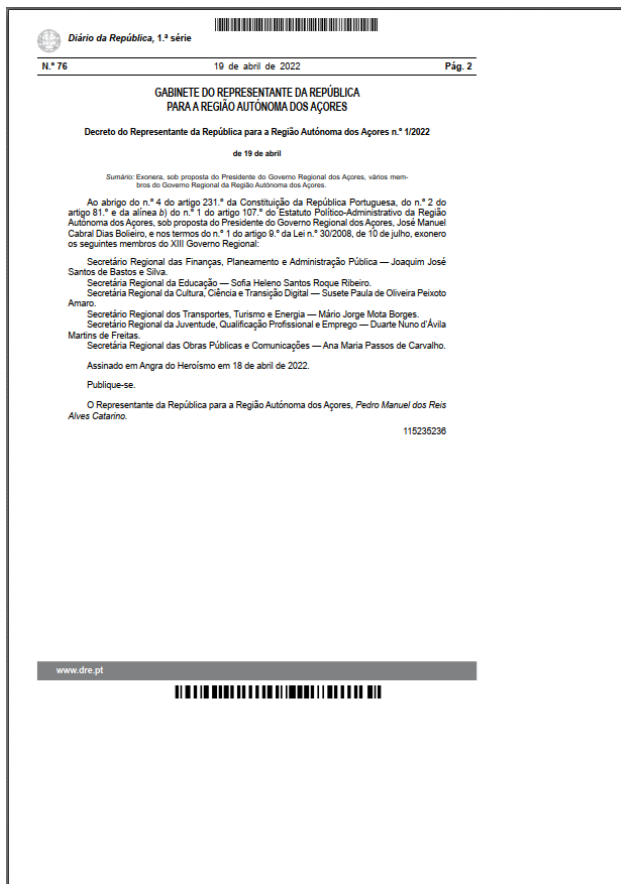 Diário da República, 1.ª série
N.º 76 19 de abril de 2022 Pág. 2
GABINETE DO REPRESENTANTE DA REPÚBLICA
PARA A REGIÃO AUTÓNOMA DOS AÇORES
Decreto do Representante da República para a Região Autónoma dos Açores n.º 1/2022
de 19 de abril
Sumário: Exonera, sob proposta do Presidente do Governo Regional dos Açores, vários mem-
bros do Governo Regional da Região Autónoma dos Açores.
Ao abrigo do n.º 4 do artigo 231.º da Constituição da República Portuguesa, do n.º 2 do
artigo 81.º e da alínea b) do n.º 1 do artigo 107.º do Estatuto Político-Administrativo da Região
Autónoma dos Açores, sob proposta do Presidente do Governo Regional dos Açores, José Manuel
Cabral Dias Bolieiro, e nos termos do n.º 1 do artigo 9.º da Lei n.º 30/2008, de 10 de julho, exonero
os seguintes membros do XIII Governo Regional:
Secretário Regional das Finanças, Planeamento e Administração Pública — Joaquim José
Santos de Bastos e Silva.
Secretária Regional da Educação — Sofia Heleno Santos Roque Ribeiro.
Secretária Regional da Cultura, Ciência e Transição Digital — Susete Paula de Oliveira Peixoto
Amaro.
Secretário Regional dos Transportes, Turismo e Energia — Mário Jorge Mota Borges.
Secretário Regional da Juventude, Qualificação Profissional e Emprego — Duarte Nuno d'Ávila
Martins de Freitas.
Secretária Regional das Obras Públicas e Comunicações — Ana Maria Passos de Carvalho.
Assinado em Angra do Heroísmo em 18 de abril de 2022.
Publique-se.
O Representante da República para a Região Autónoma dos Açores, Pedro Manuel dos Reis
Alves Catarino.
115235236
www.dre.pt